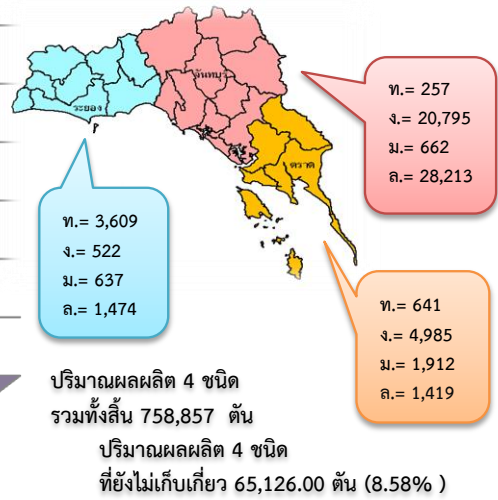 จันทบุรี
ระยอง
ตราด
ท.= 257
ง.= 20,795
ม.= 662
ล.= 28,213
ท.= 3,609
ง.= 522
ม.= 637
ล.= 1,474
ท.= 641
ง.= 4,985
ม.= 1,912
ล.= 1,419
ปริมาณผลผลิต 4 ชนิด
รวมทั้งสิ้น 758,857 ตัน
ปริมาณผลผลิต 4 ชนิด
ที่ยังไม่เก็บเกี่ยว 65,126.00 ตัน (8.58% )